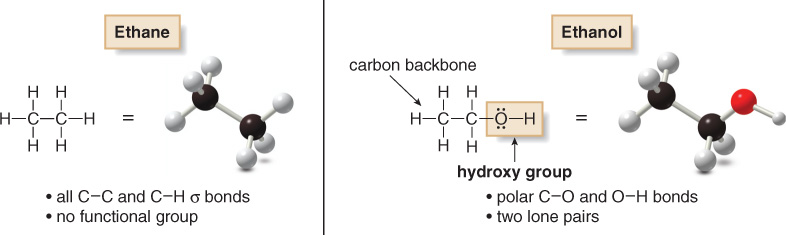 Ethane
H H
H–C–C–H =
H H
• all C–C and C–H σ bonds
• no functional group
Ethanol
carbon backbone
H H
H–C–C–O–H =
H H
hydroxy group
• polar C–O and O–H bonds
• two lone pairs